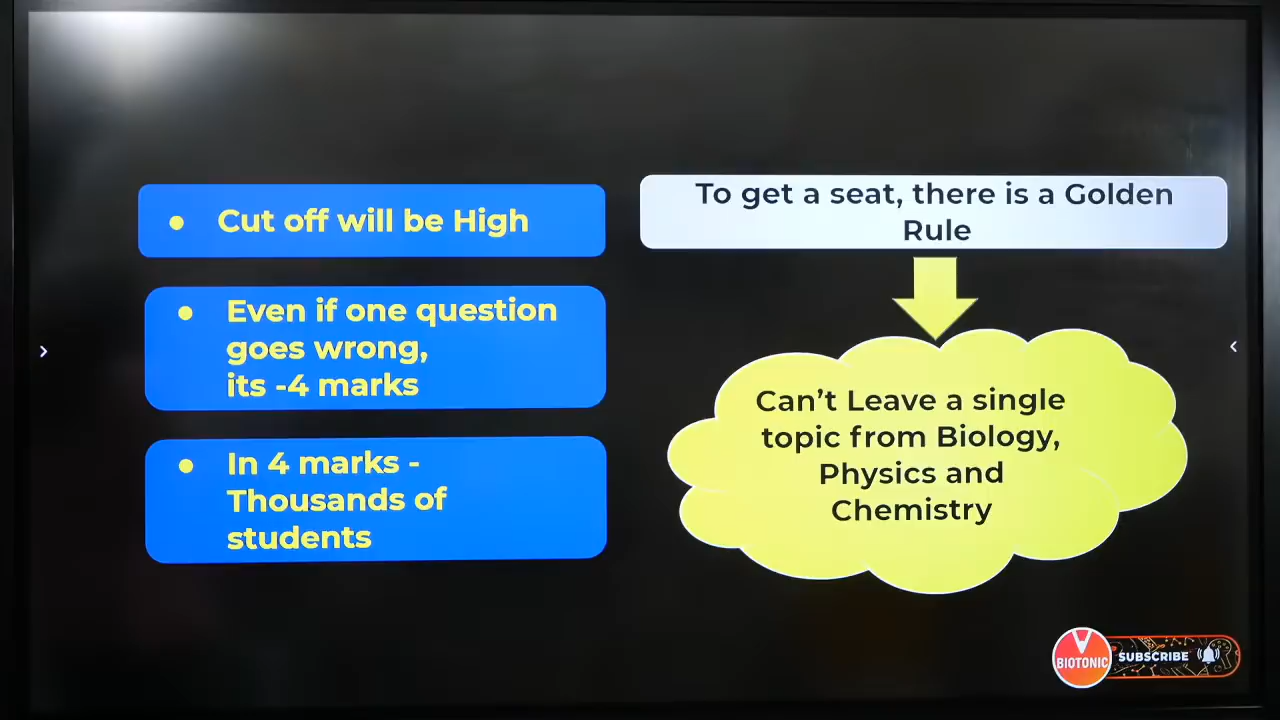 ● Cut off will be High
● Even if one question
goes wrong,
its -4 marks
● In 4 marks -
Thousands of
students
To get a seat, there is a Golden
Rule
Can't Leave a single
topic from Biology,
Physics and
Chemistry
V
BIOTONIC
SUBSCRIBE